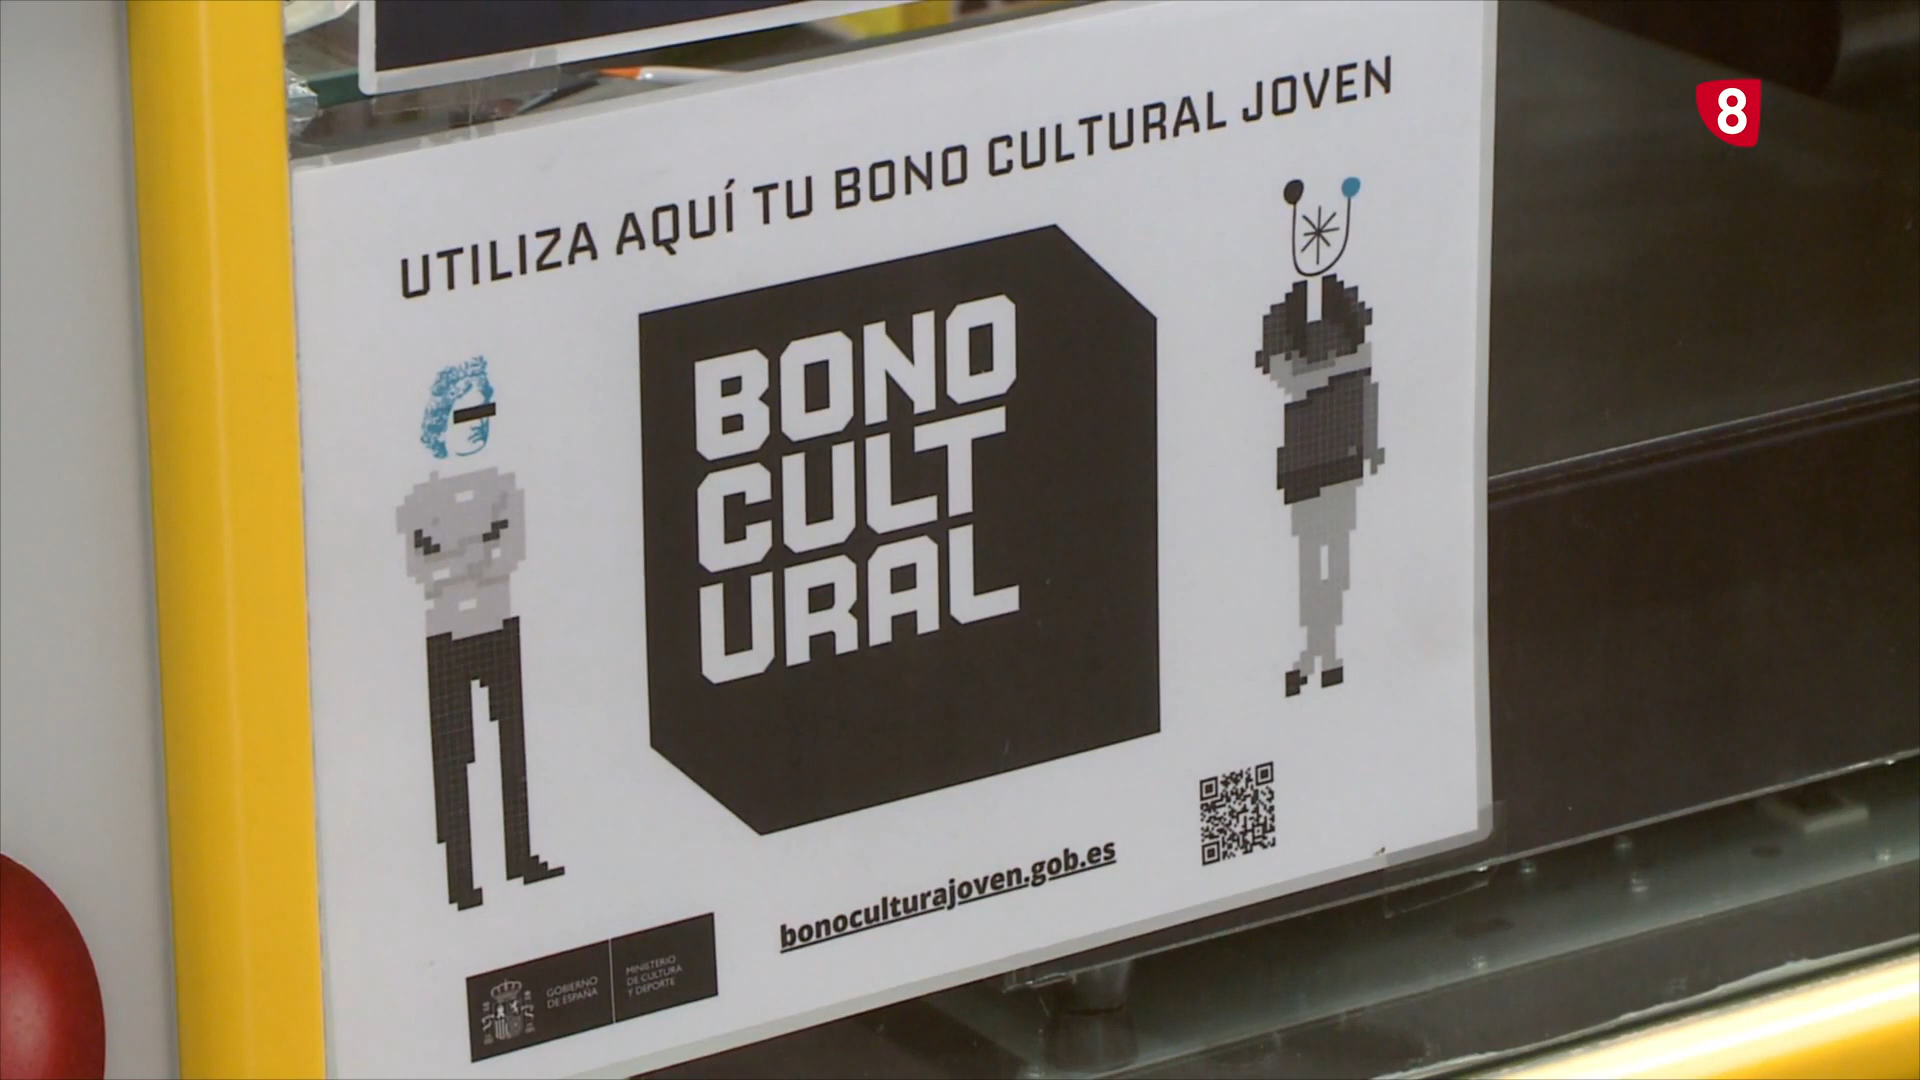 8
UTILIZA AQUÍ TU BONO CULTURAL JOVEN
BONO
CULT
URAL
bonoculturajoven.gob.es
GOBIERNO
DE ESPAÑA
MINISTERIO
DE CULTURA
Y DEPORTE